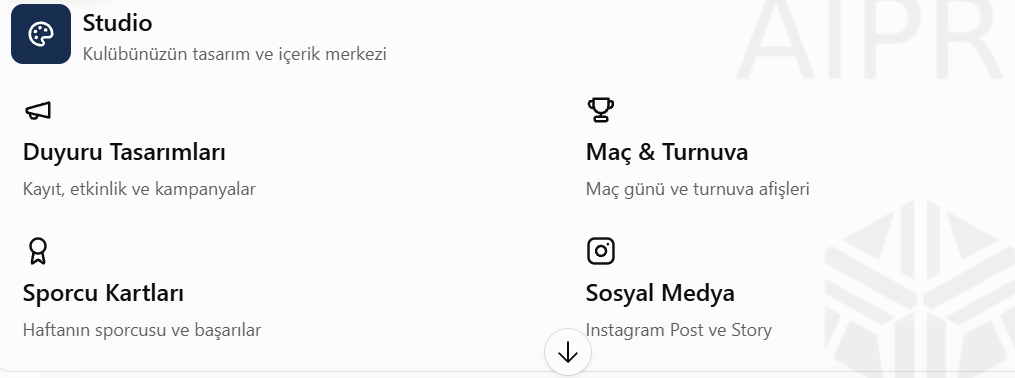 Studio
Kulübünüzün tasarım ve içerik merkezi
AIPR
Duyuru Tasarımları
Kayıt, etkinlik ve kampanyalar
Maç & Turnuva
Maç günü ve turnuva afişleri
Sporcu Kartları
Haftanın sporcusu ve başarılar
Sosyal Medya
Instagram Post ve Story